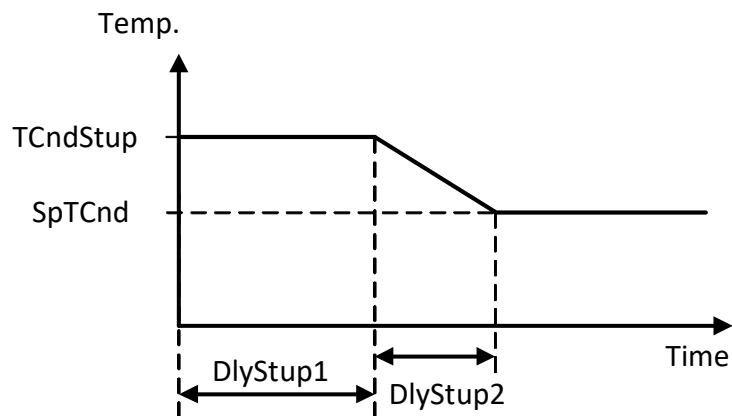 Temp.
TCndStup
SpTCnd
Time
DlyStup1
DlyStup2